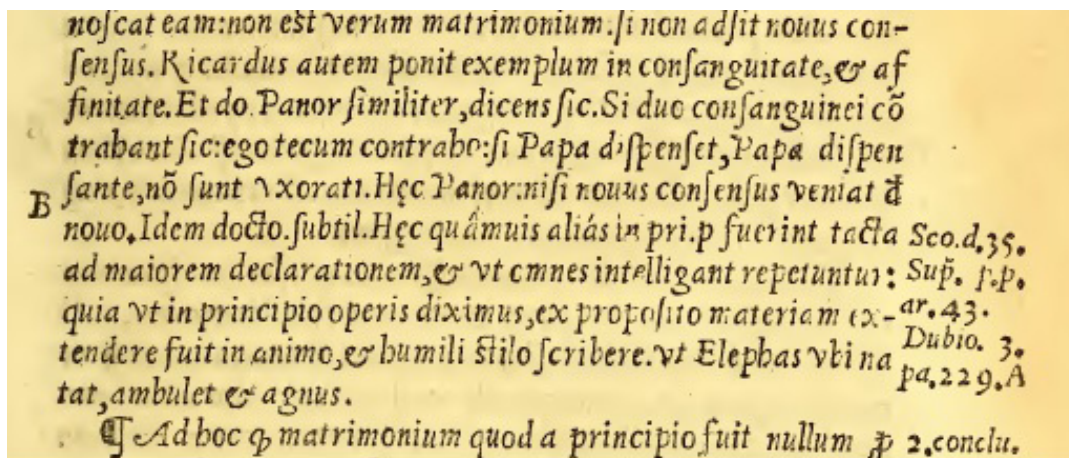 noſcat eam:non eſt verum matrimonium.ſi non adſit nouus con-
ſenſus.Ricardus autem ponit exemplum in conſanguitate,& aſ
finitate.Et do.Panor ſimiliter,dicens ſic.Si duo conſanguinei cõ
trahant ſic:ego tecum contrabo:ſi Papa diſpenſet,Papa diſpen
ſante,nõ ſunt vxorati.Hęc Panor:niſi nouus conſenſus veniat đ
B
nouo.Idem docto.ſubtil.Hęc quámuis aliás in pri.p fuerint tacta
Sco.d.35.
ad maiorem declarationem,& vt omnes intelligant repetuntur:
Sup̃. p.p.
quia vt in principio operis diximus,ex propoſito materiam ex-
ar.43.
tendere fuit in animo,& humili ſtilo ſcribere.vt Elephas vbi na
Dubio. 3.
tat,ambulet & agnus.
pa.229.A
¶ Ad hoc ꝙ matrimonium quod a principio fuit nullum ꝑ
2.conclu.